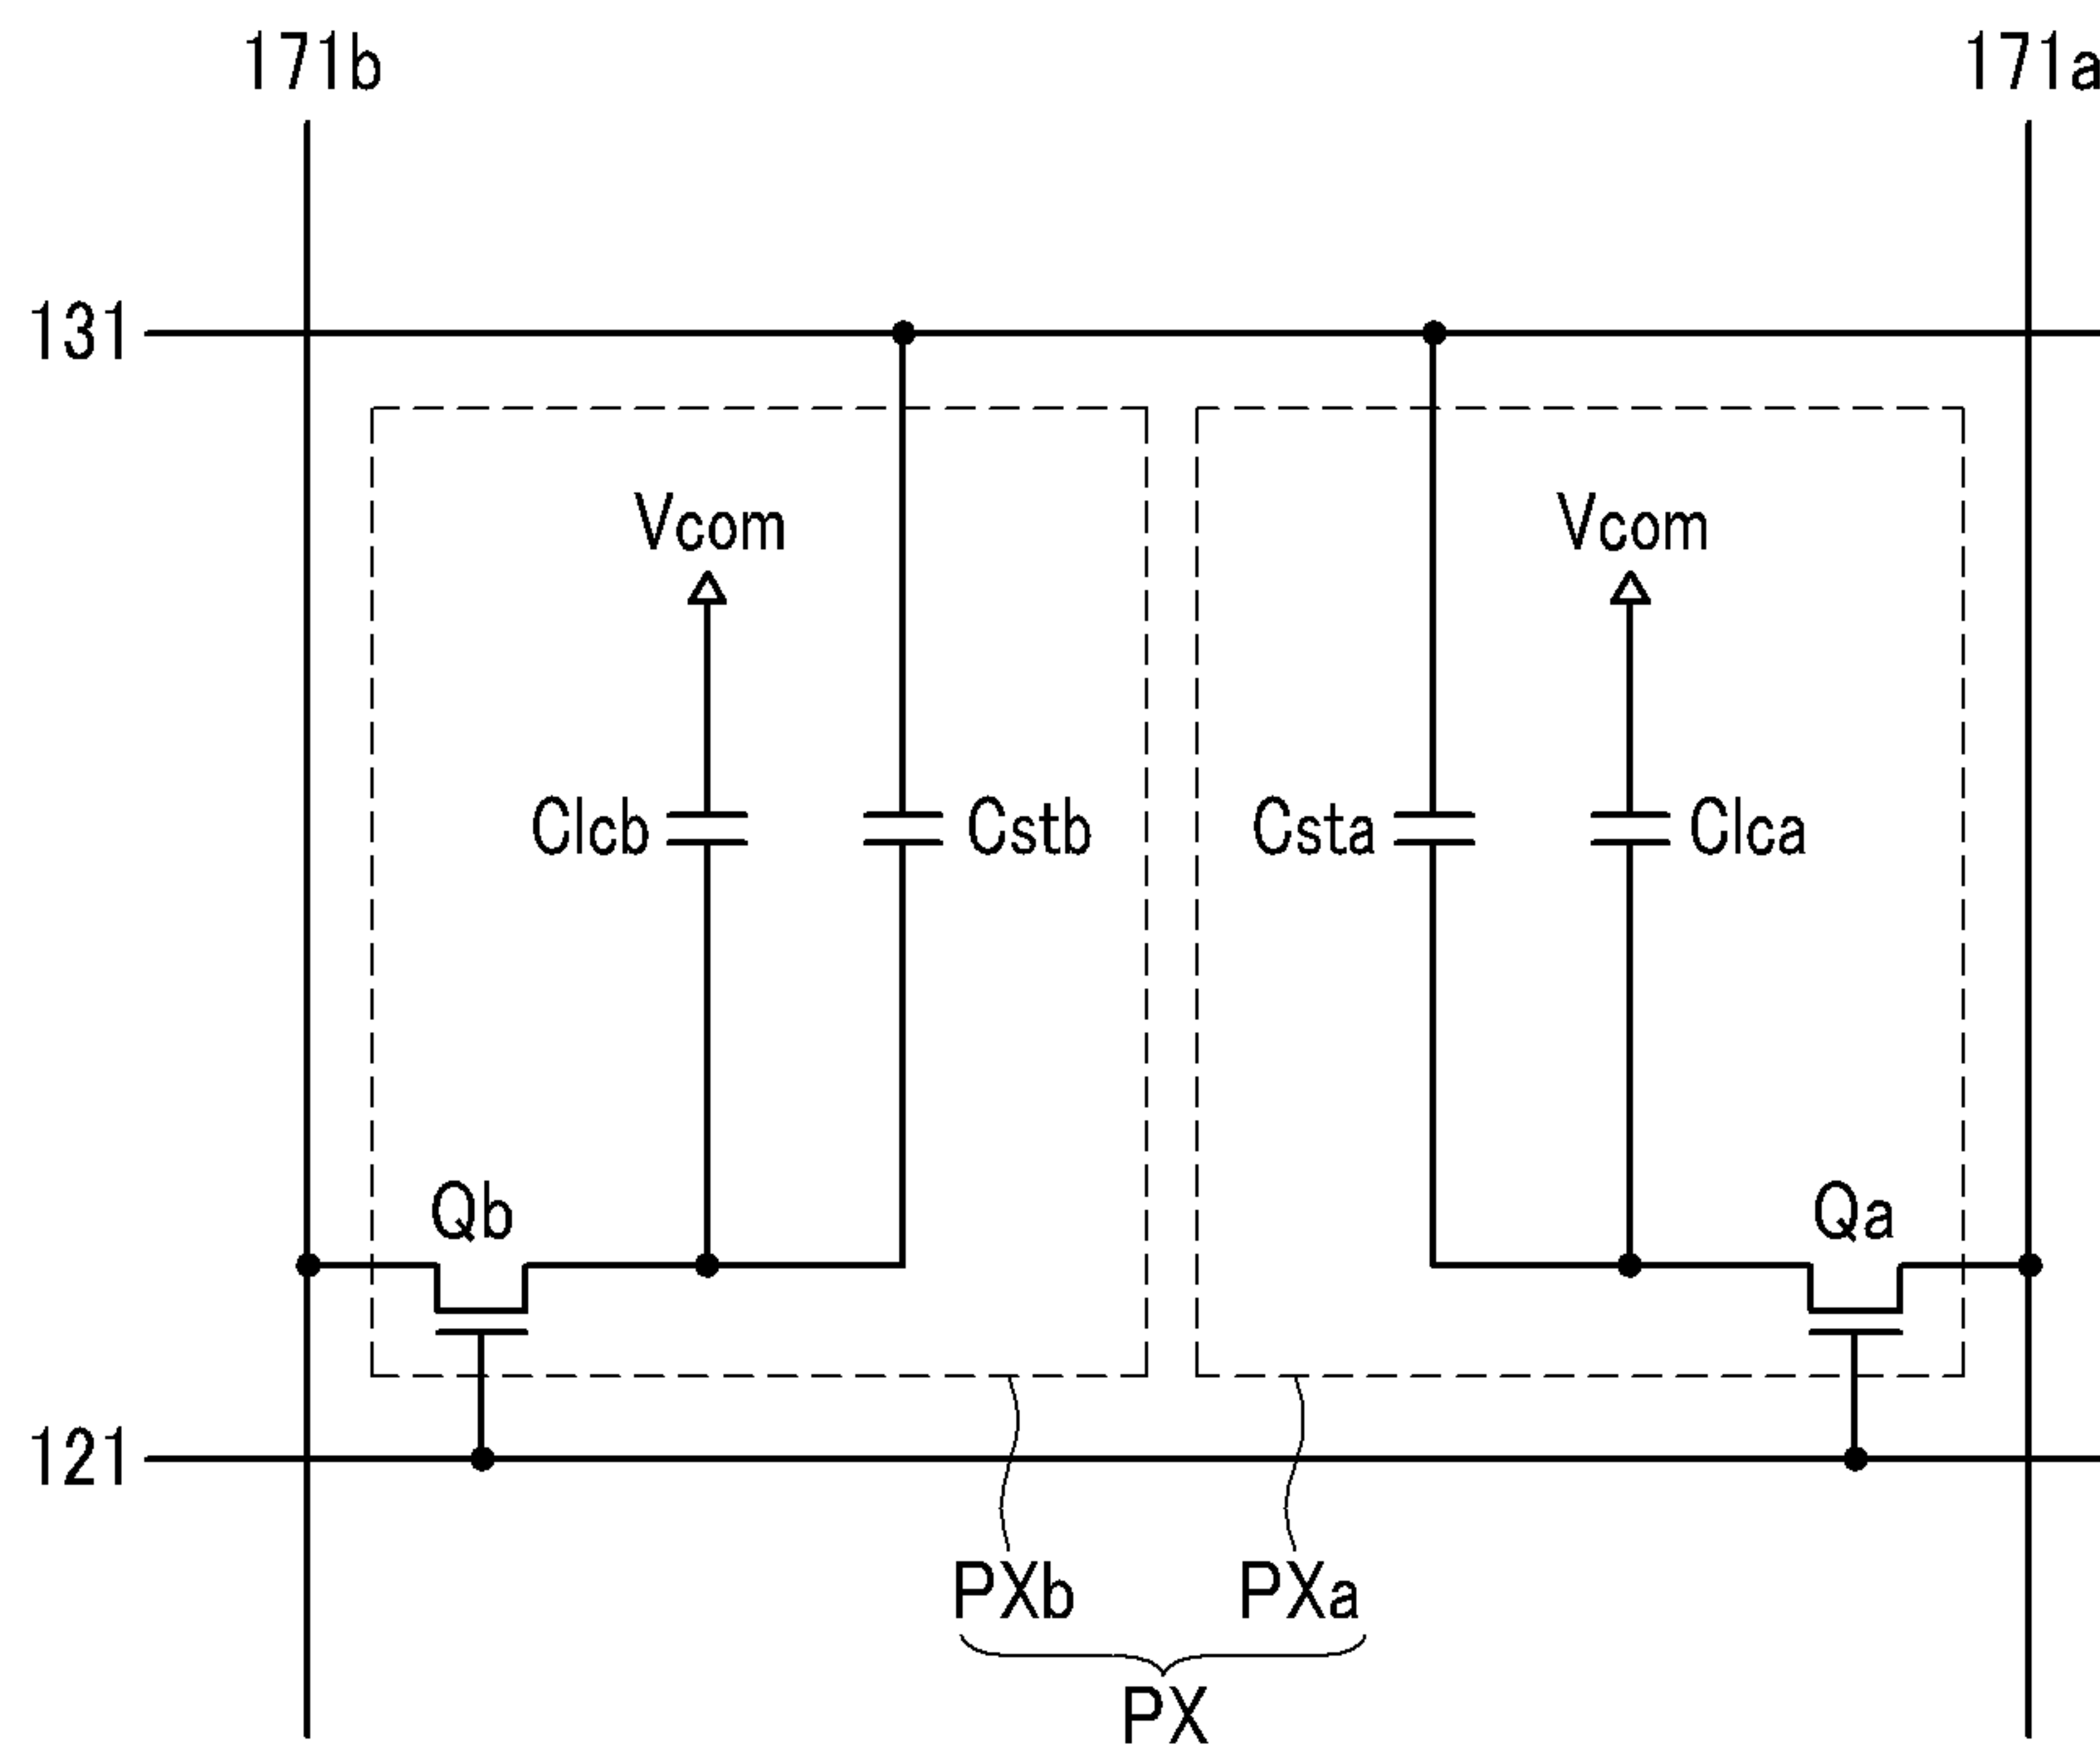 171b 171a
131
Vcom Vcom
Clcb Cstb Csta Clca
Qb Qa
121
PXb PXa
PX